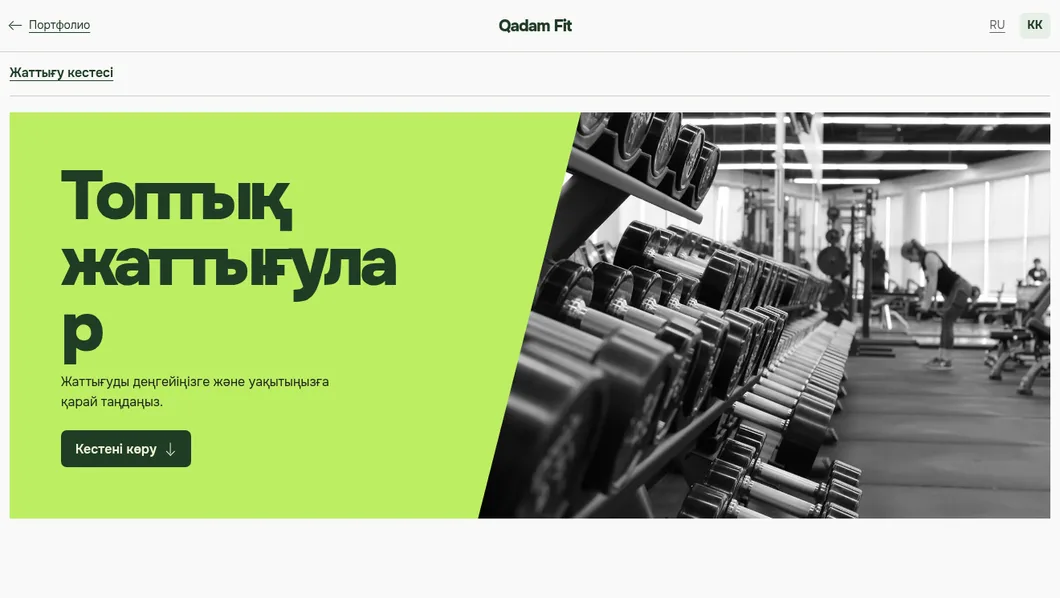 Портфолио
Qadam Fit
RU
KK
Жаттығу кестесі
Топтық
жаттығула
р
Жаттығуды деңгейіңізге және уақытыңызға
қарай таңдаңыз.
Кестені көру